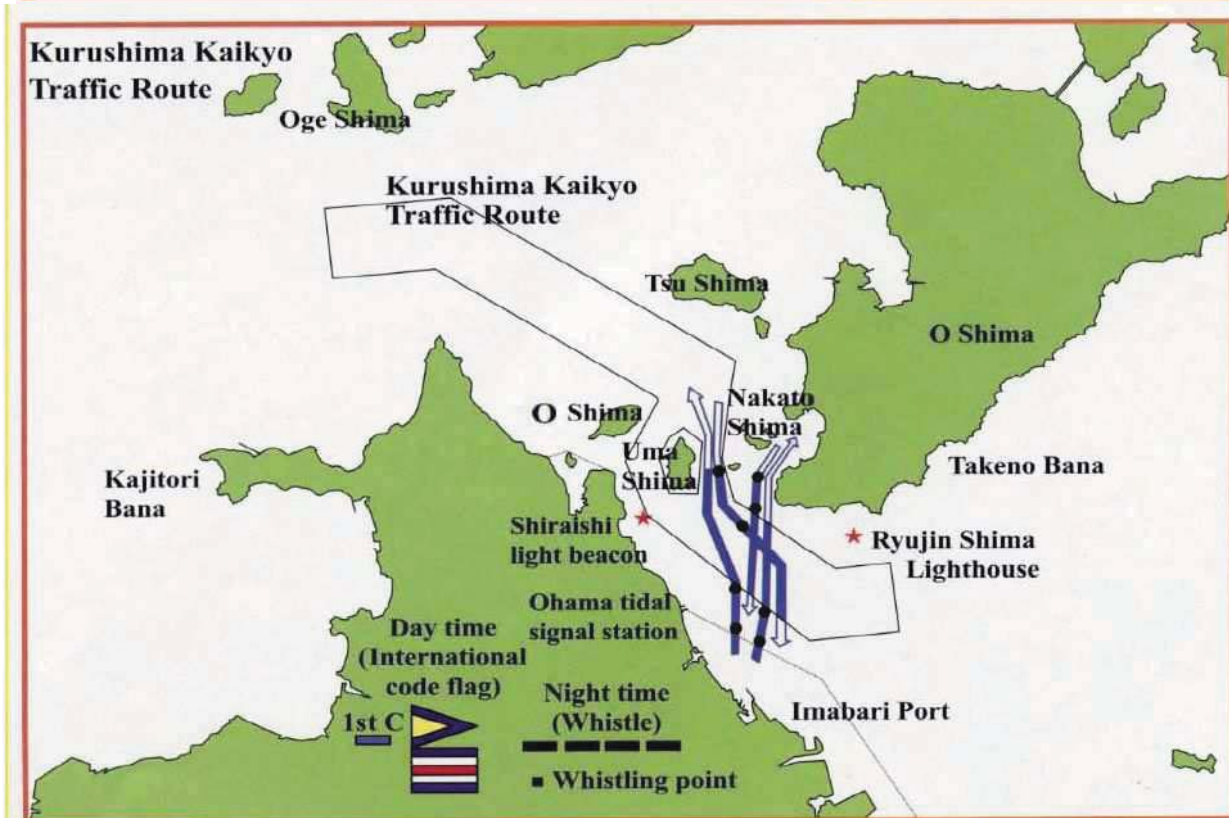 Kurushima Kaikyo
Traffic Route
Oge Shima
Kurushima Kaikyo
Traffic Route
Tsu Shima
O Shima
Nakato
Shima
O Shima
Uma
Shima
Takeno Bana
Kajitori
Bana
Shiraishi
light beacon
Ryujin Shima
Lighthouse
Ohama tidal
signal station
Day time
(International
code flag)
1st C
Night time
(Whistle)
Imabari Port
Whistling point